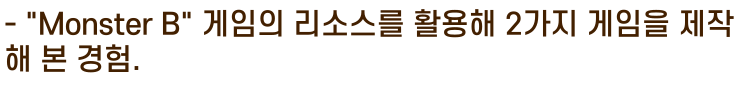 - "Monster B" 게임의 리소스를 활용해 2가지 게임을 제작
해 본 경험.